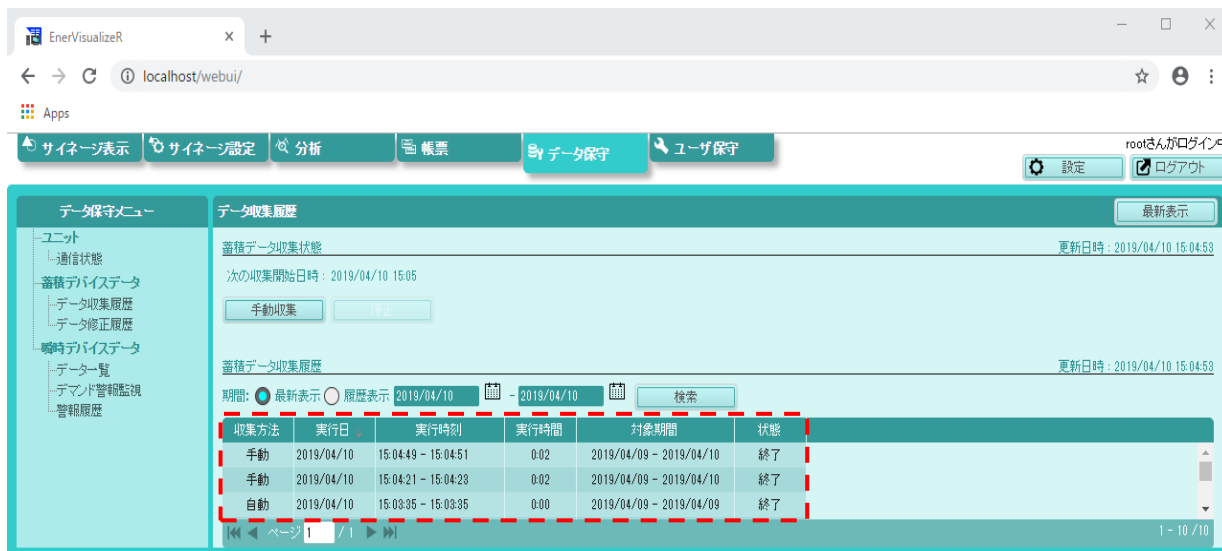 EnerVisualizeR
localhost/webui/
Apps
サイネージ表示 サイネージ設定 分析 帳票 データ保守 ユーザ保守
rootさんがログイン中
設定 ログアウト
データ保守メニュー
ユニット
通信状態
蓄積デバイスデータ
データ収集履歴
データ修正履歴
瞬時デバイスデータ
データ一覧
デマンド警報監視
警報履歴
データ収集履歴 最新表示
蓄積データ収集状態 更新日時 : 2019/04/10 15:04:53
次の収集開始日時 : 2019/04/10 15:05
手動収集 停止
蓄積データ収集履歴 更新日時 : 2019/04/10 15:04:53
期間: 最新表示 履歴表示 2019/04/10 - 2019/04/10 検索
収集方法 実行日 実行時刻 実行時間 対象期間 状態
手動 2019/04/10 15:04:49 - 15:04:51 0:02 2019/04/09 - 2019/04/10 終了
手動 2019/04/10 15:04:21 - 15:04:23 0:02 2019/04/09 - 2019/04/10 終了
自動 2019/04/10 15:03:35 - 15:03:35 0:00 2019/04/09 - 2019/04/09 終了
ページ 1 / 1
1 - 10 /10